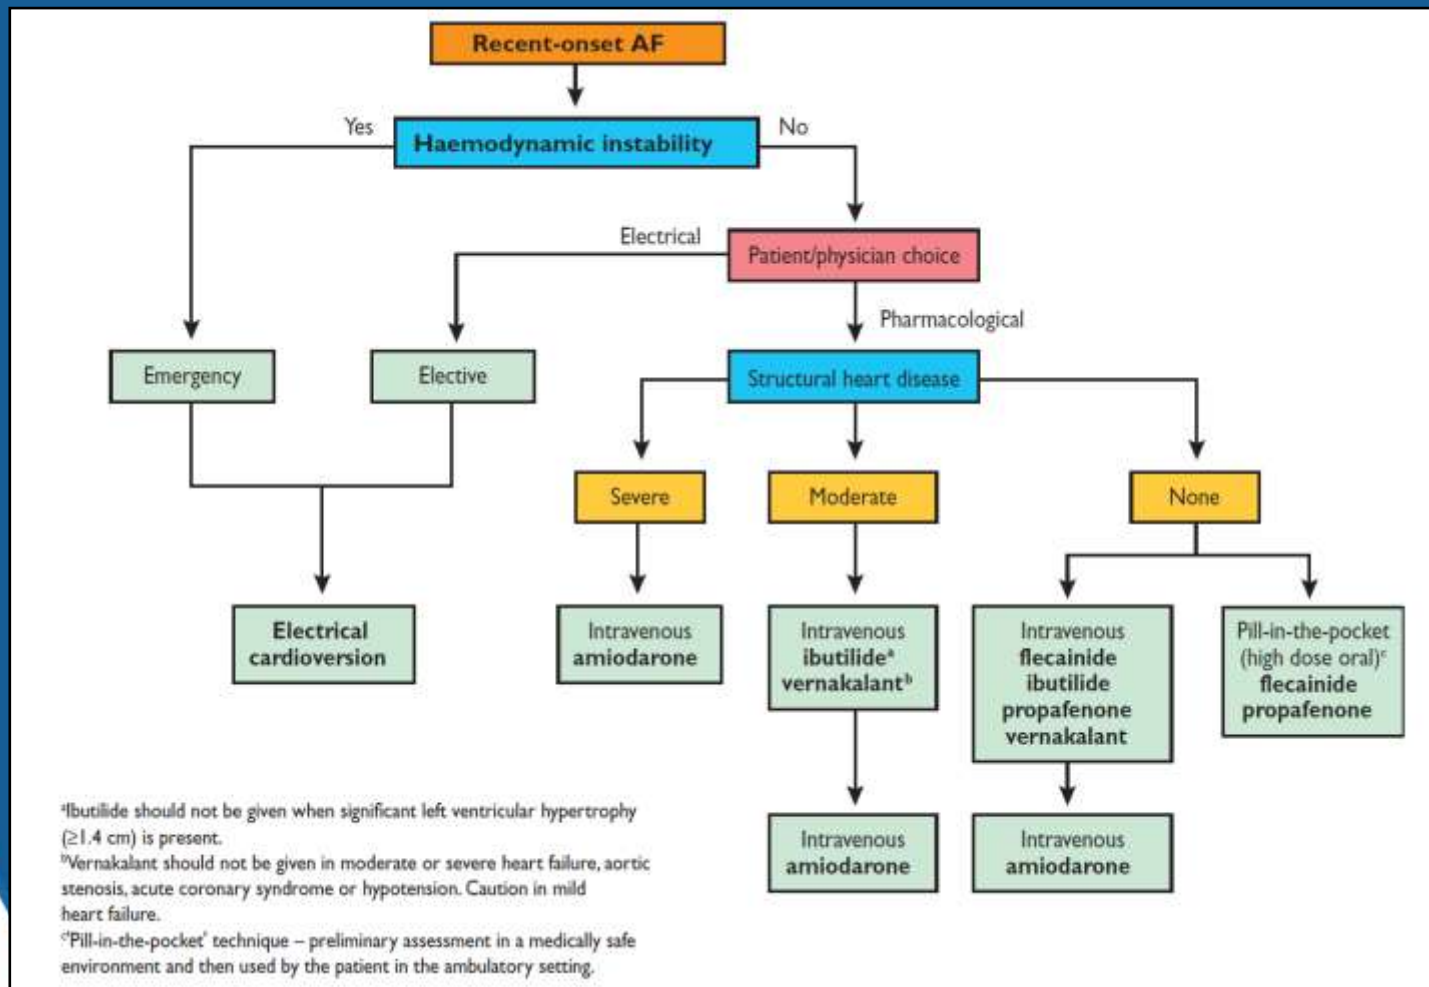 Recent-onset AF
Yes
Haemodynamic instability
No
Electrical
Patient/physician choice
Pharmacological
Emergency
Elective
Structural heart disease
Severe
Moderate
None
Electrical
cardioversion
Intravenous
amiodarone
Intravenous
ibutilideᵃ
vernakalantᵇ
Intravenous
flecainide
ibutilide
propafenone
vernakalant
Pill-in-the-pocket
(high dose oral)ᶜ
flecainide
propafenone
Intravenous
amiodarone
Intravenous
amiodarone
ᵃIbutilide should not be given when significant left ventricular hypertrophy
(≥1.4 cm) is present.
ᵇVernakalant should not be given in moderate or severe heart failure, aortic
stenosis, acute coronary syndrome or hypotension. Caution in mild
heart failure.
ᶜ'Pill-in-the-pocket' technique – preliminary assessment in a medically safe
environment and then used by the patient in the ambulatory setting.